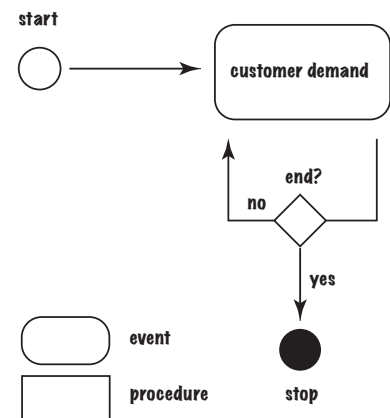 start
customer demand
end?
no
yes
event
procedure
stop